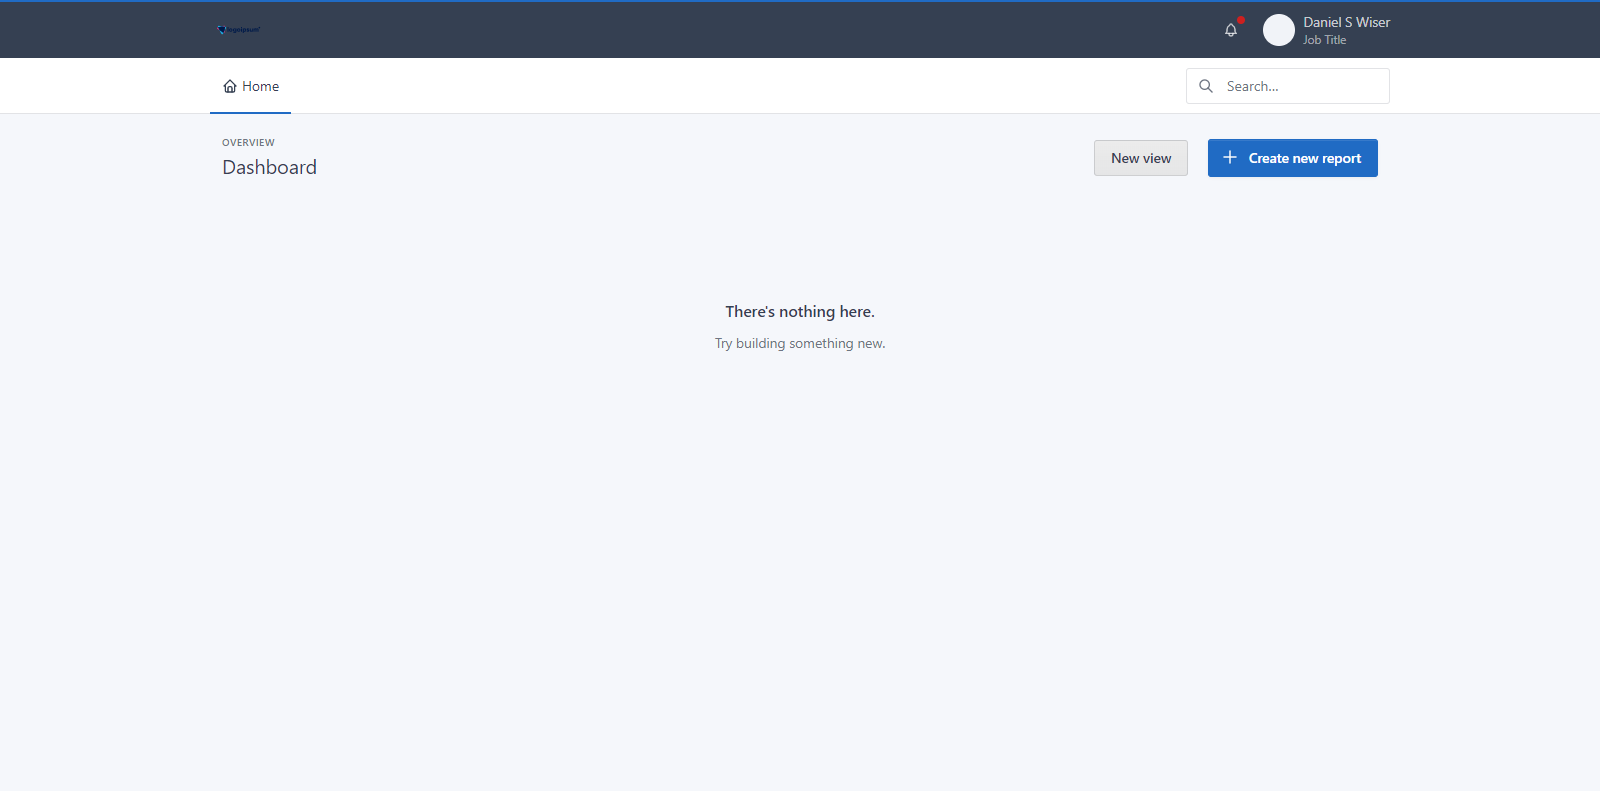 logoipsum
Daniel S Wiser
Job Title
Home
Search...
OVERVIEW
Dashboard
New view
Create new report
There's nothing here.
Try building something new.